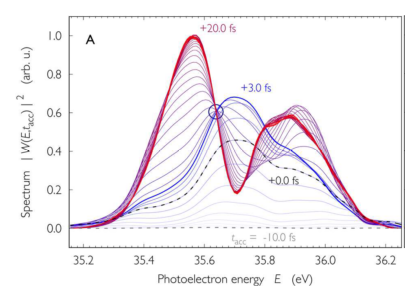 A
+20.0 fs
+3.0 fs
+0.0 fs
t_acc = -10.0 fs
Spectrum | W(E,t_acc) | ² (arb. u.)
1.0
0.8
0.6
0.4
0.2
0.0
35.2 35.4 35.6 35.8 36.0 36.2
Photoelectron energy E (eV)